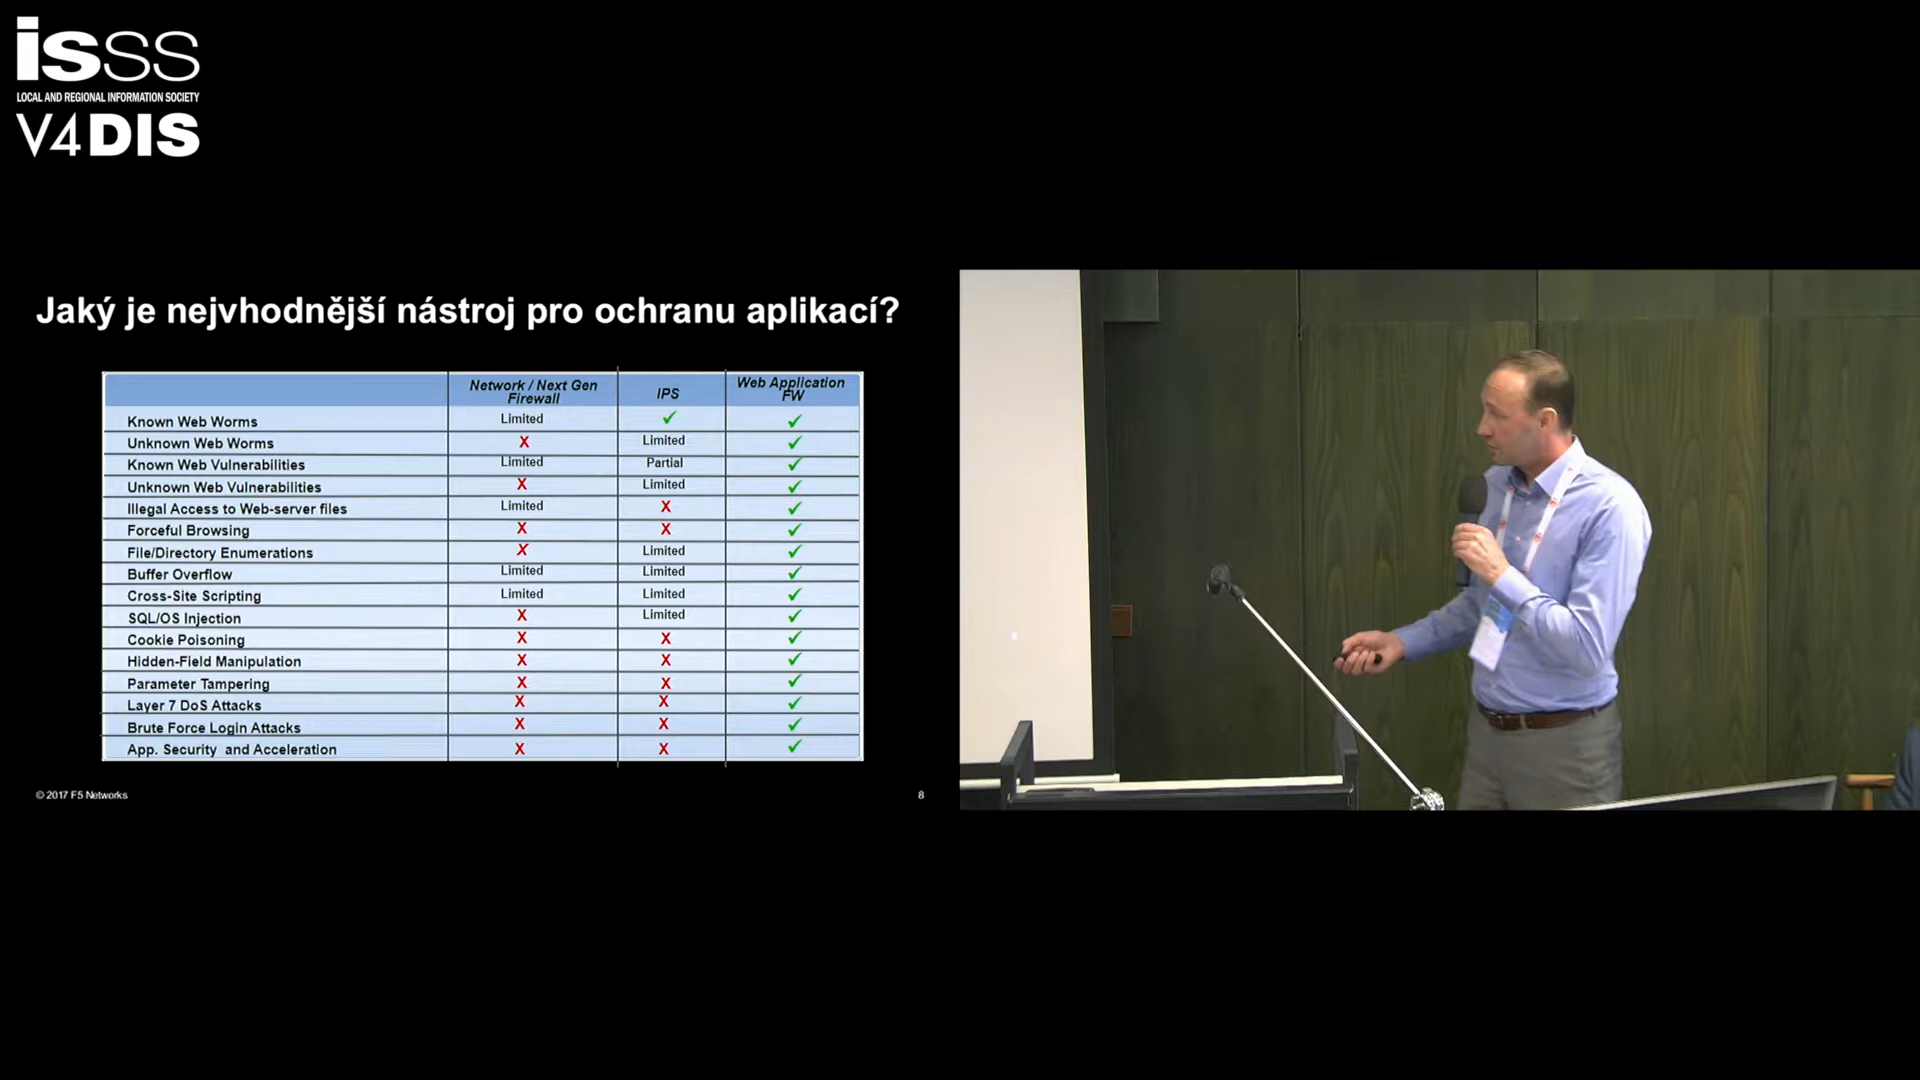 isss
LOCAL AND REGIONAL INFORMATION SOCIETY
V4DIS
Jaký je nejvhodnější nástroj pro ochranu aplikací?
Network / Next Gen Firewall IPS Web Application FW
Known Web Worms Limited ✓ ✓
Unknown Web Worms X Limited ✓
Known Web Vulnerabilities Limited Partial ✓
Unknown Web Vulnerabilities X Limited ✓
Illegal Access to Web-server files Limited X ✓
Forceful Browsing X X ✓
File/Directory Enumerations X Limited ✓
Buffer Overflow Limited Limited ✓
Cross-Site Scripting Limited Limited ✓
SQL/OS Injection X Limited ✓
Cookie Poisoning X X ✓
Hidden-Field Manipulation X X ✓
Parameter Tampering X X ✓
Layer 7 DoS Attacks X X ✓
Brute Force Login Attacks X X ✓
App. Security and Acceleration X X ✓
© 2017 F5 Networks 8